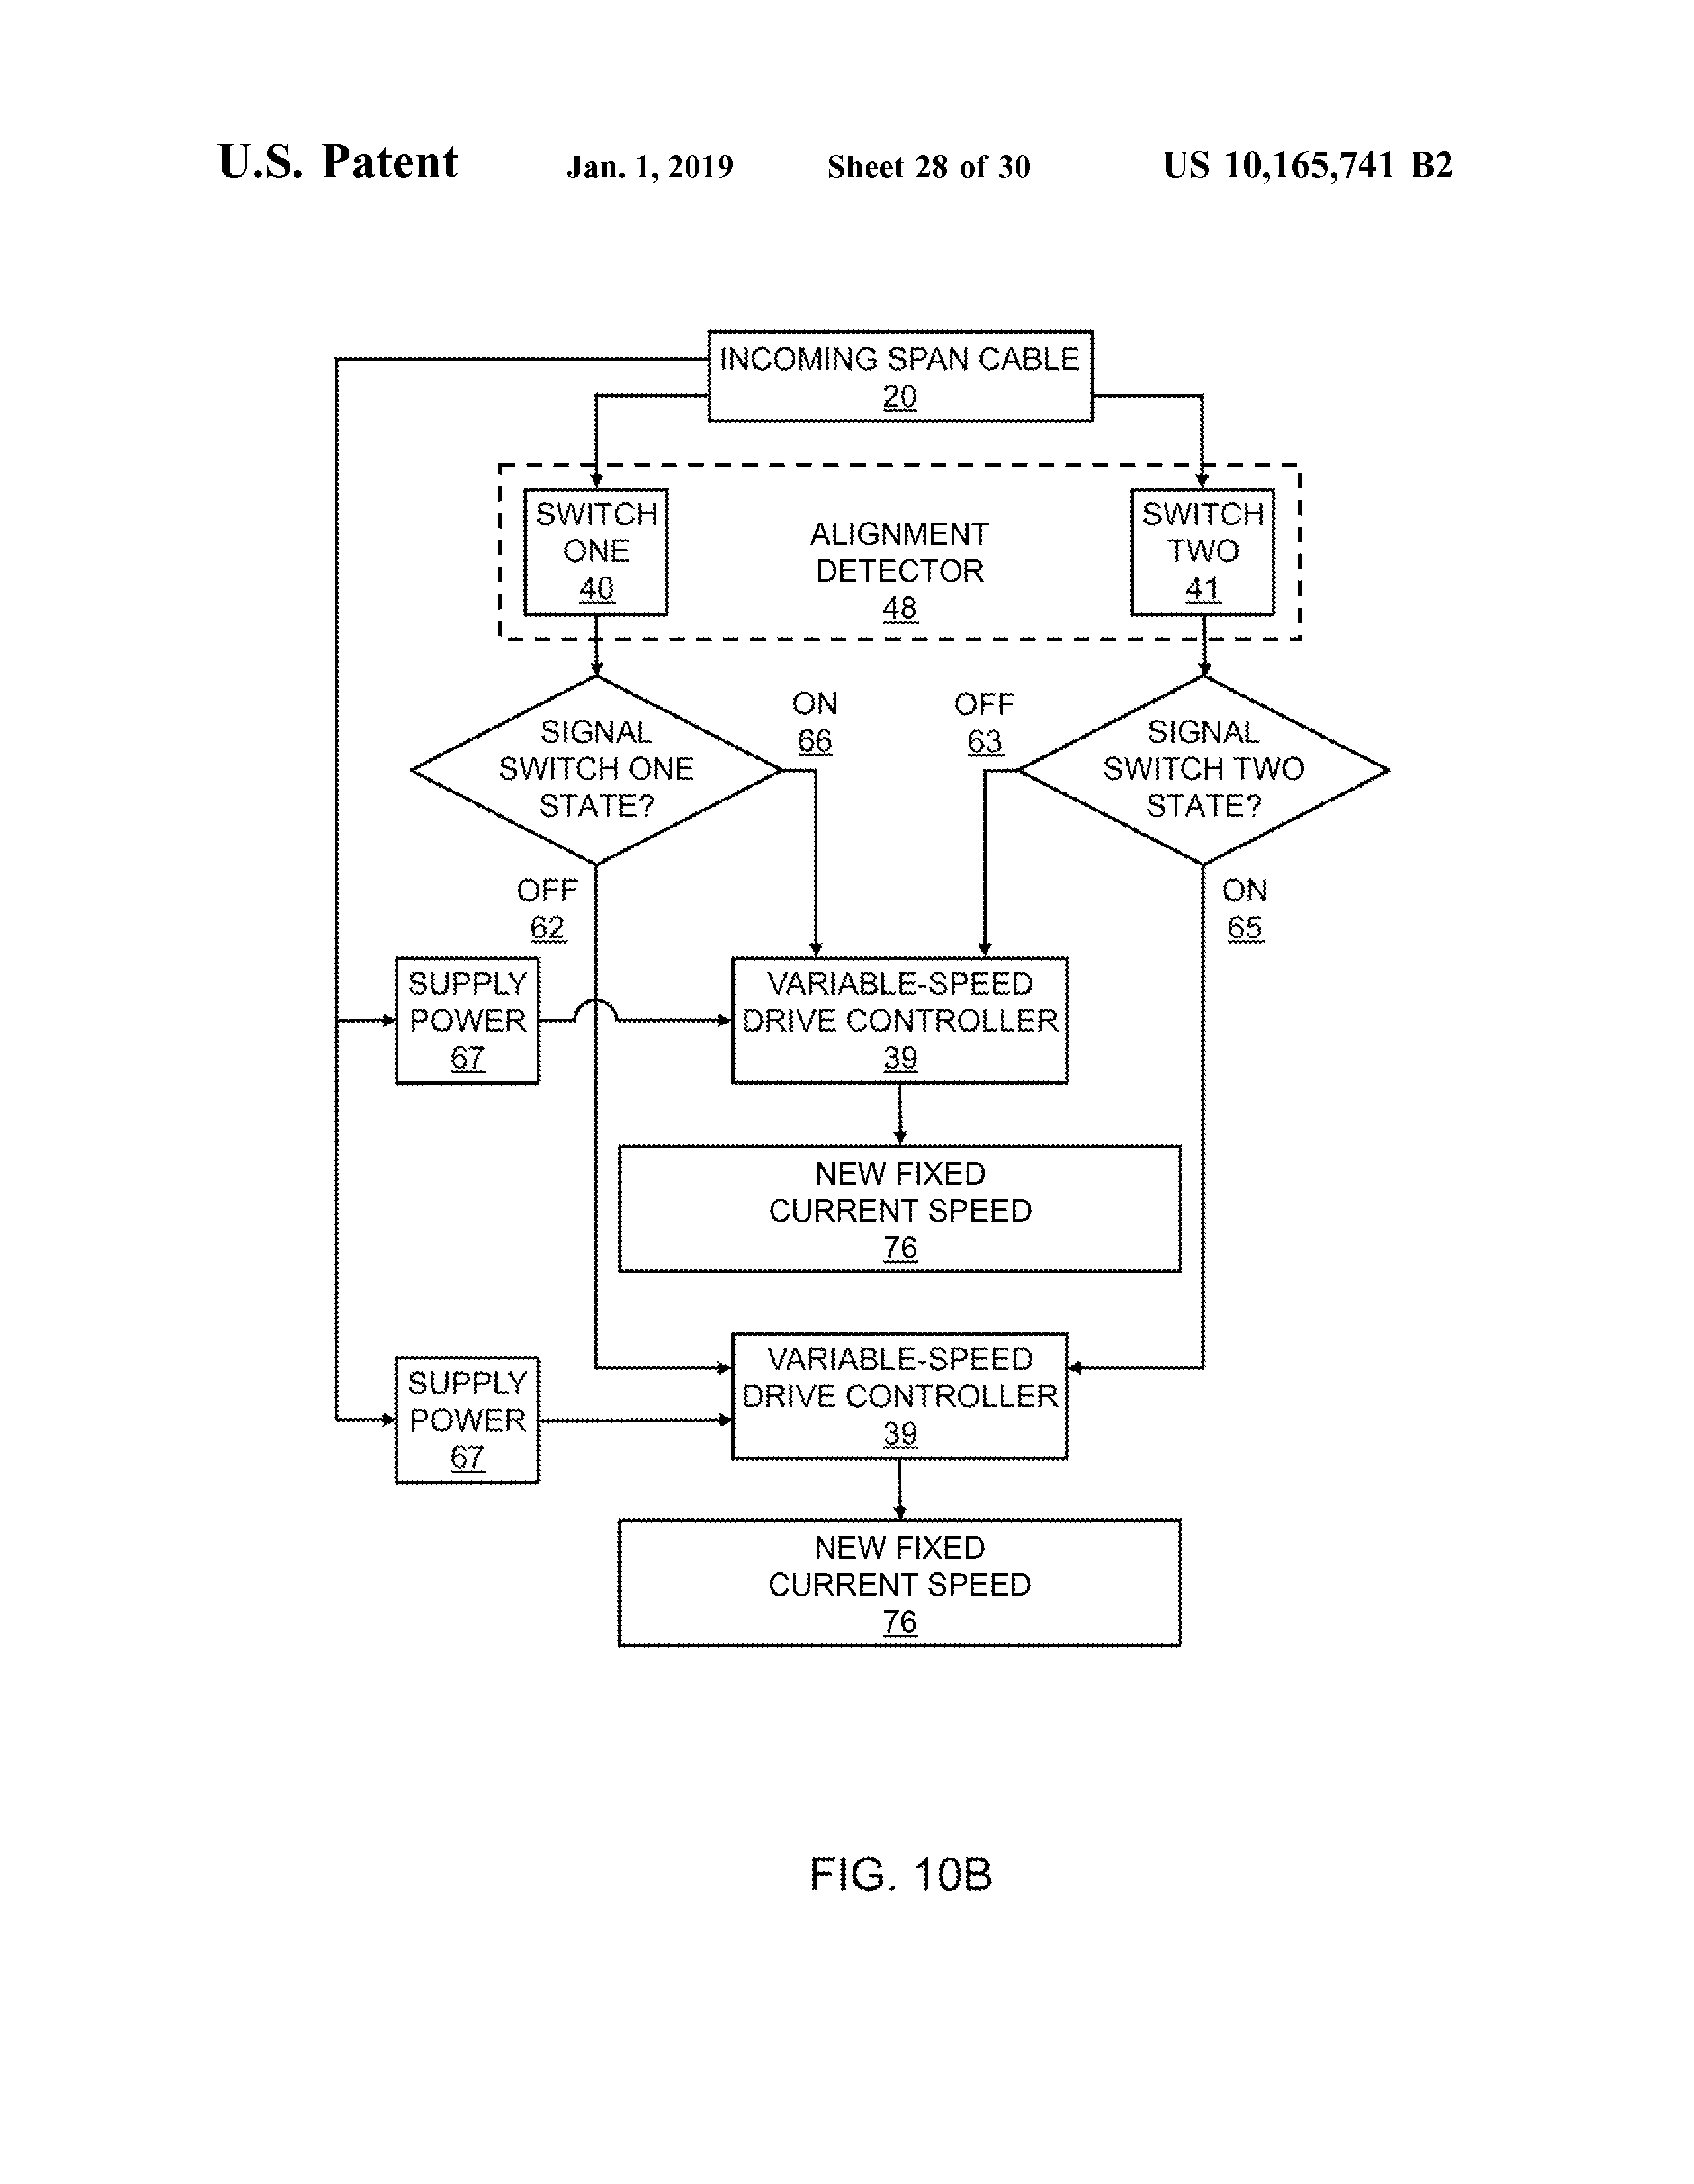 U.S. Patent Jan. 1, 2019 Sheet 28 of 30 US 10,165,741 B2
INCOMING SPAN CABLE
20
SWITCH
ONE
40
ALIGNMENT
DETECTOR
48
SWITCH
TWO
41
SIGNAL
SWITCH ONE
STATE?
ON
66
OFF
63
SIGNAL
SWITCH TWO
STATE?
OFF
62
ON
65
SUPPLY
POWER
67
VARIABLE-SPEED
DRIVE CONTROLLER
39
NEW FIXED
CURRENT SPEED
76
SUPPLY
POWER
67
VARIABLE-SPEED
DRIVE CONTROLLER
39
NEW FIXED
CURRENT SPEED
76
FIG. 10B